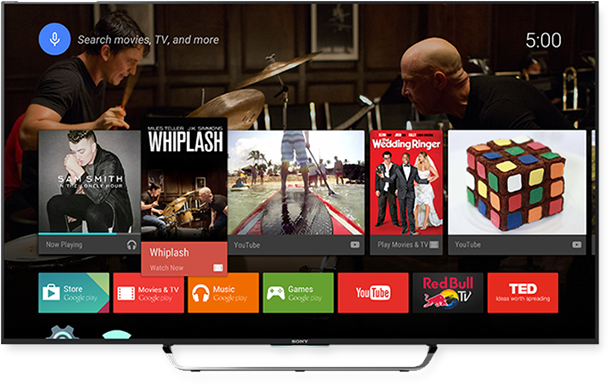 Search movies, TV, and more
5:00
SAM SMITH
IN THE LONELY HOUR
Now Playing
MILES TELLER J.K. SIMMONS
WHIPLASH
Whiplash
Watch Now
YouTube
The
Wedding Ringer
Play Movies & TV
YouTube
Store
Google play
Movies & TV
Google play
Music
Google play
Games
Google play
YouTube
Red Bull
TV
TED
Ideas worth spreading
SONY